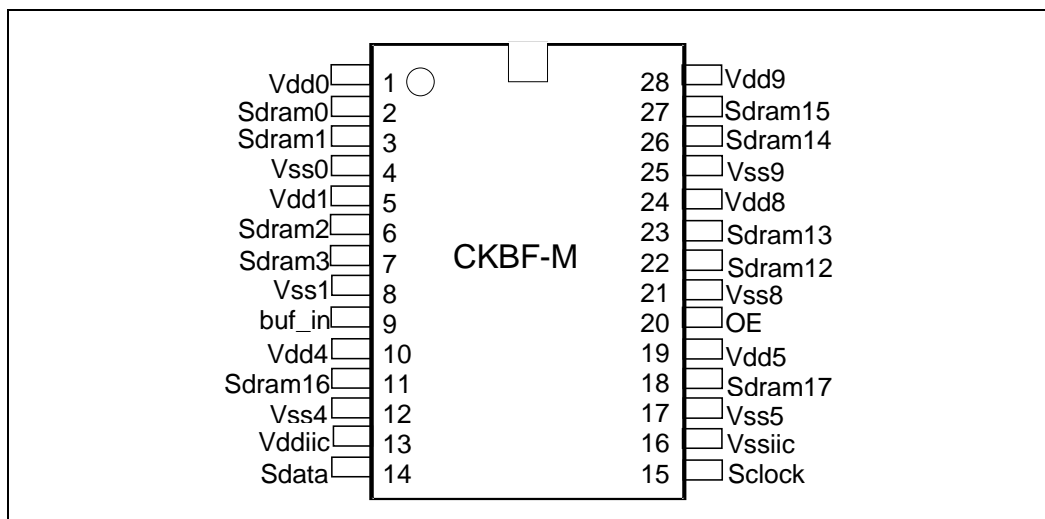 Vdd0 1 28 Vdd9
Sdram0 2 27 Sdram15
Sdram1 3 26 Sdram14
Vss0 4 25 Vss9
Vdd1 5 24 Vdd8
Sdram2 6 23 Sdram13
Sdram3 7 CKBF-M 22 Sdram12
Vss1 8 21 Vss8
buf_in 9 20 OE
Vdd4 10 19 Vdd5
Sdram16 11 18 Sdram17
Vss4 12 17 Vss5
Vddiic 13 16 Vssiic
Sdata 14 15 Sclock